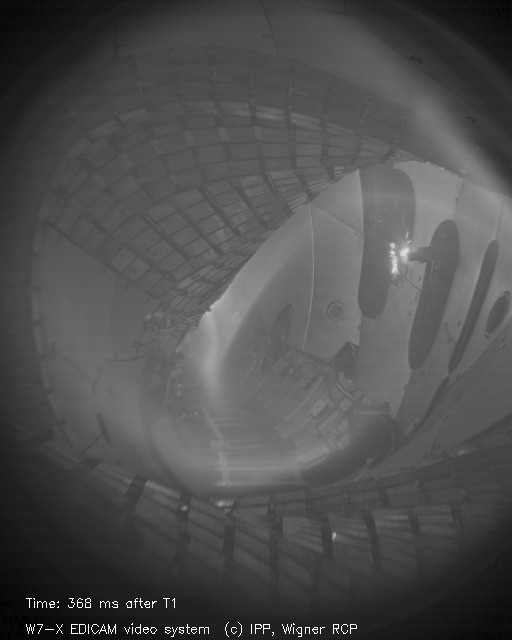 Time: 368 ms after T1
W7-X EDICAM video system (c) IPP, Wigner RCP